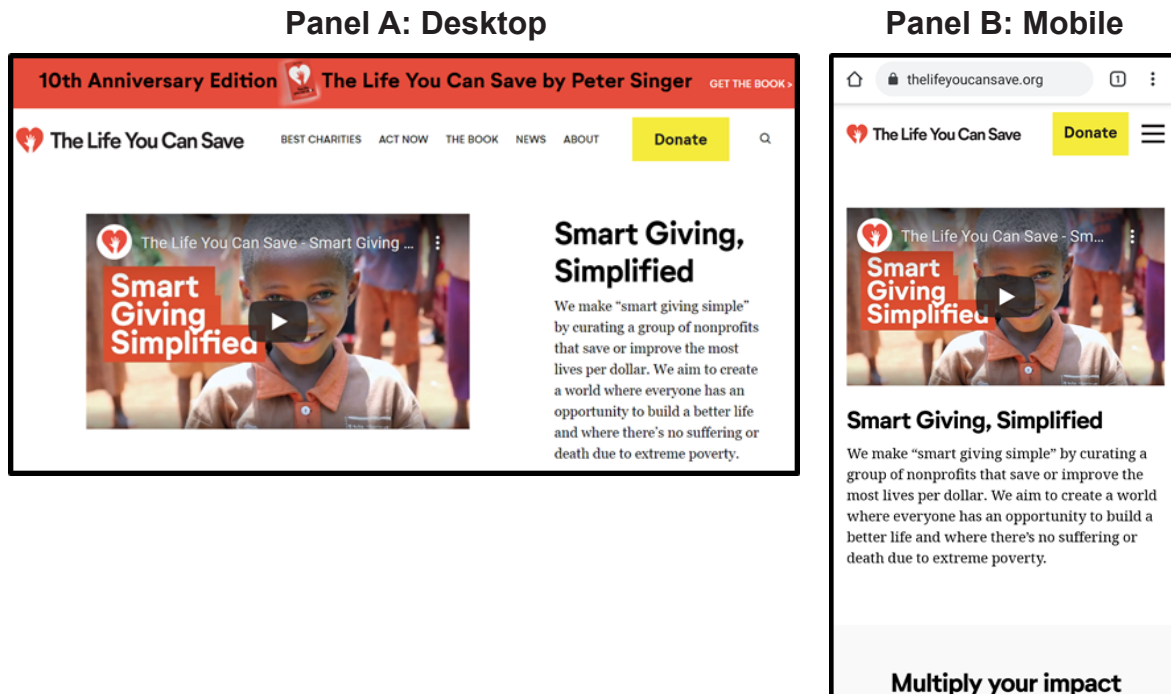 Panel A: Desktop
10th Anniversary Edition The Life You Can Save by Peter Singer GET THE BOOK >
The Life You Can Save BEST CHARITIES ACT NOW THE BOOK NEWS ABOUT Donate
The Life You Can Save - Smart Giving ...
Smart
Giving
Simplified
Smart Giving,
Simplified
We make “smart giving simple”
by curating a group of nonprofits
that save or improve the most
lives per dollar. We aim to create
a world where everyone has an
opportunity to build a better life
and where there’s no suffering or
death due to extreme poverty.
Panel B: Mobile
thelifeyoucansave.org 1
The Life You Can Save Donate
The Life You Can Save - Sm...
Smart
Giving
Simplified
Smart Giving, Simplified
We make “smart giving simple” by curating a
group of nonprofits that save or improve the
most lives per dollar. We aim to create a world
where everyone has an opportunity to build a
better life and where there’s no suffering or
death due to extreme poverty.
Multiply your impact